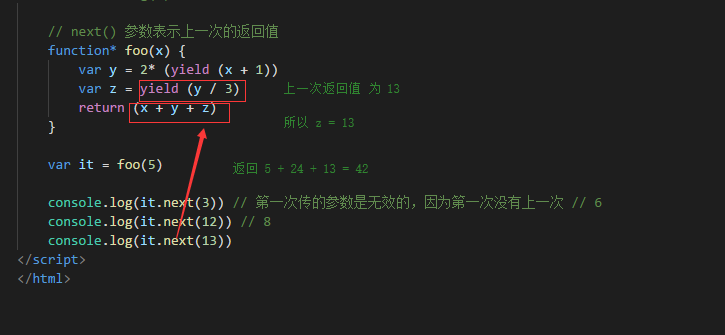 // next() 参数表示上一次的返回值
function* foo(x) {
var y = 2* (yield (x + 1))
var z = yield (y / 3) 上一次返回值 为 13
return (x + y + z) 所以 z = 13
}
var it = foo(5) 返回 5 + 24 + 13 = 42
console.log(it.next(3)) // 第一次传的参数是无效的，因为第一次没有上一次 // 6
console.log(it.next(12)) // 8
console.log(it.next(13))
</script>
</html>